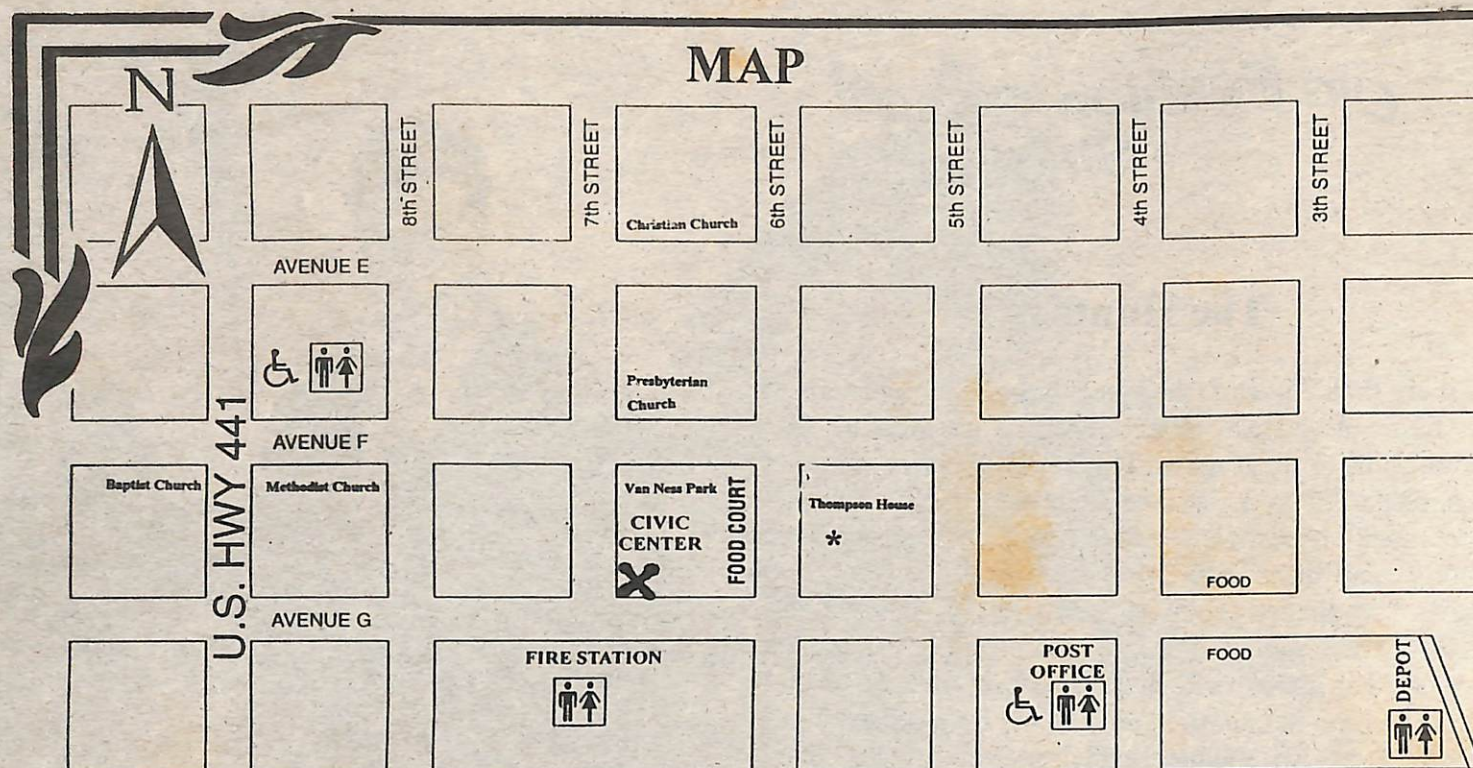 MAP
N
8th STREET
7th STREET
6th STREET
5th STREET
4th STREET
3th STREET
Christian Church
AVENUE E
Presbyterian
Church
U.S. HWY 441
AVENUE F
Baptist Church
Methodist Church
Van Ness Park
CIVIC
CENTER
FOOD COURT
Thompson House
*
FOOD
AVENUE G
FIRE STATION
POST
OFFICE
FOOD
DEPOT